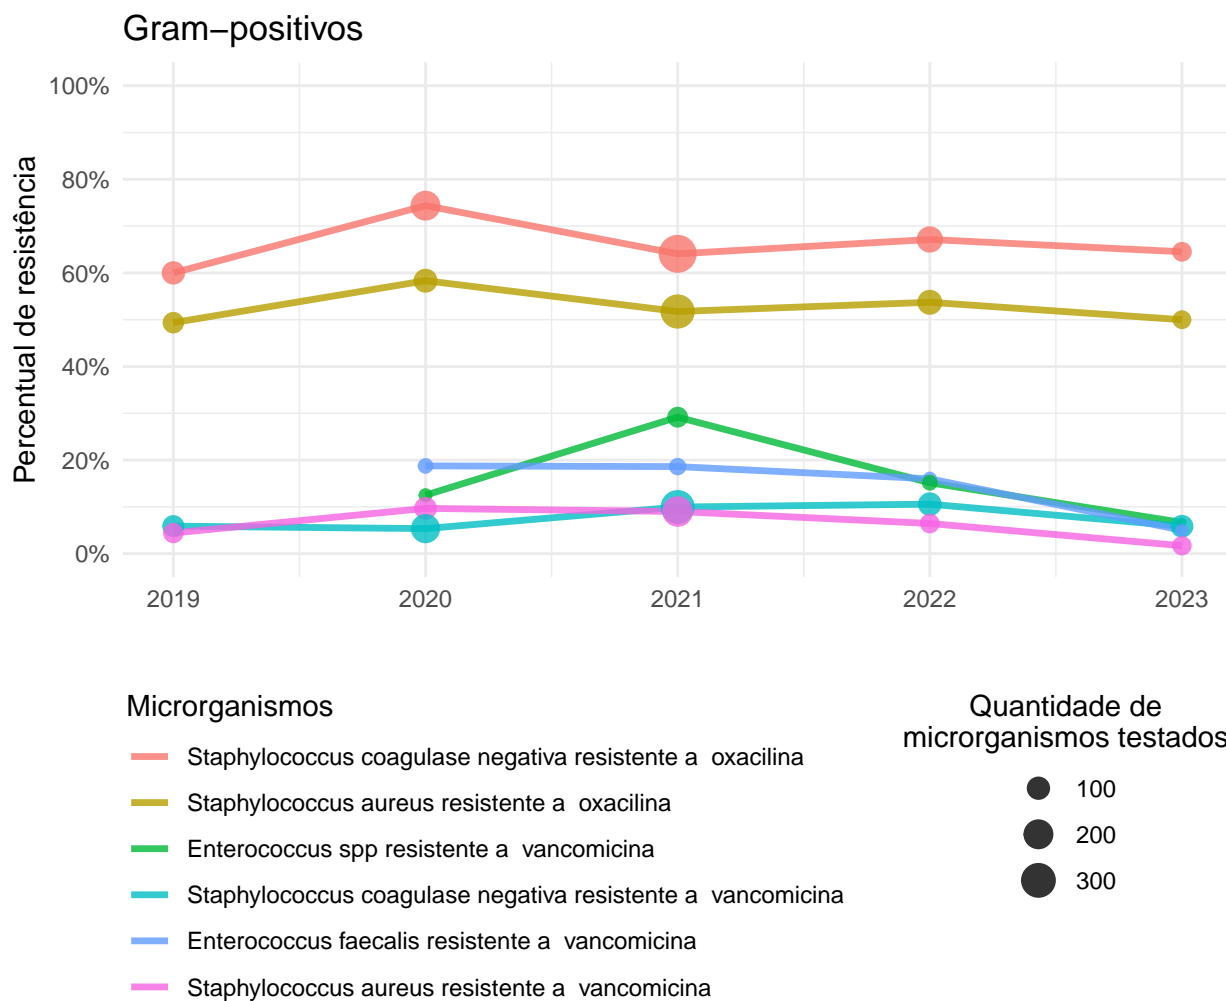 Gram−positivos
Percentual de resistência
100%
80%
60%
40%
20%
0%
2019 2020 2021 2022 2023
Microrganismos
Staphylococcus coagulase negativa resistente a  oxacilina
Staphylococcus aureus resistente a  oxacilina
Enterococcus spp resistente a  vancomicina
Staphylococcus coagulase negativa resistente a  vancomicina
Enterococcus faecalis resistente a  vancomicina
Staphylococcus aureus resistente a  vancomicina
Quantidade de
microrganismos testados
100
200
300